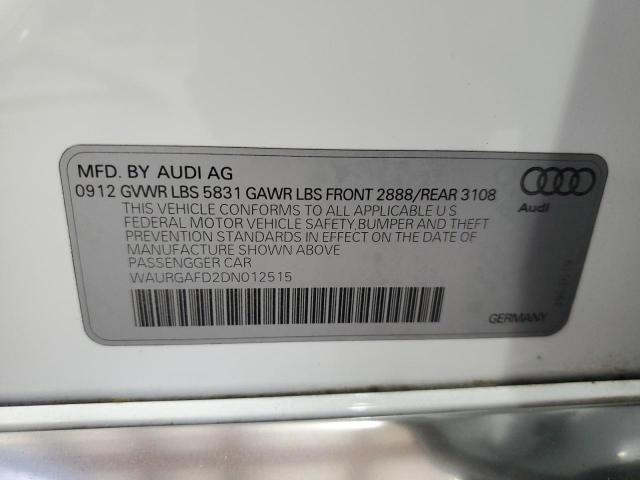 MFD. BY AUDI AG
0912 GVWR LBS 5831 GAWR LBS FRONT 2888/REAR 3108
THIS VEHICLE CONFORMS TO ALL APPLICABLE U S
FEDERAL MOTOR VEHICLE SAFETY,BUMPER AND THEFT
PREVENTION STANDARDS IN EFFECT ON THE DATE OF
MANUFACTURE SHOWN ABOVE
PASSENGGER CAR
WAURGAFD2DN012515
Audi
GERMANY